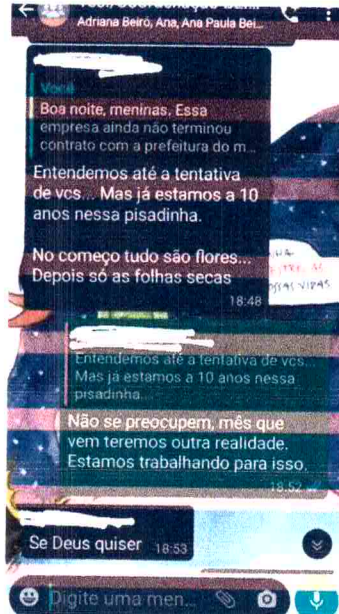 Adriana Beiró, Ana, Ana Paula Bei...
Você
Boa noite, meninas. Essa
empresa ainda não terminou
contrato com a prefeitura do m...
Entendemos até a tentativa
de vcs... Mas já estamos a 10
anos nessa pisadinha.
No começo tudo são flores...
Depois só as folhas secas
18:48
VIDAS
Entendemos até a tentativa de vcs...
Mas já estamos a 10 anos nessa
pisadinha...
Não se preocupem, mês que
vem teremos outra realidade.
Estamos trabalhando para isso.
18:52
Se Deus quiser 18:53
Digite uma men...